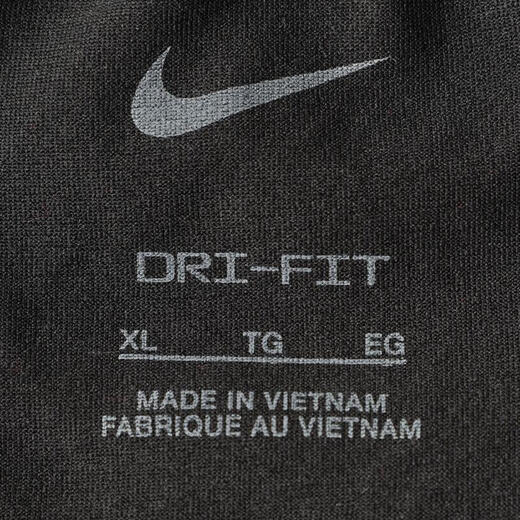 DRI-FIT
XL TG EG
MADE IN VIETNAM
FABRIQUE AU VIETNAM